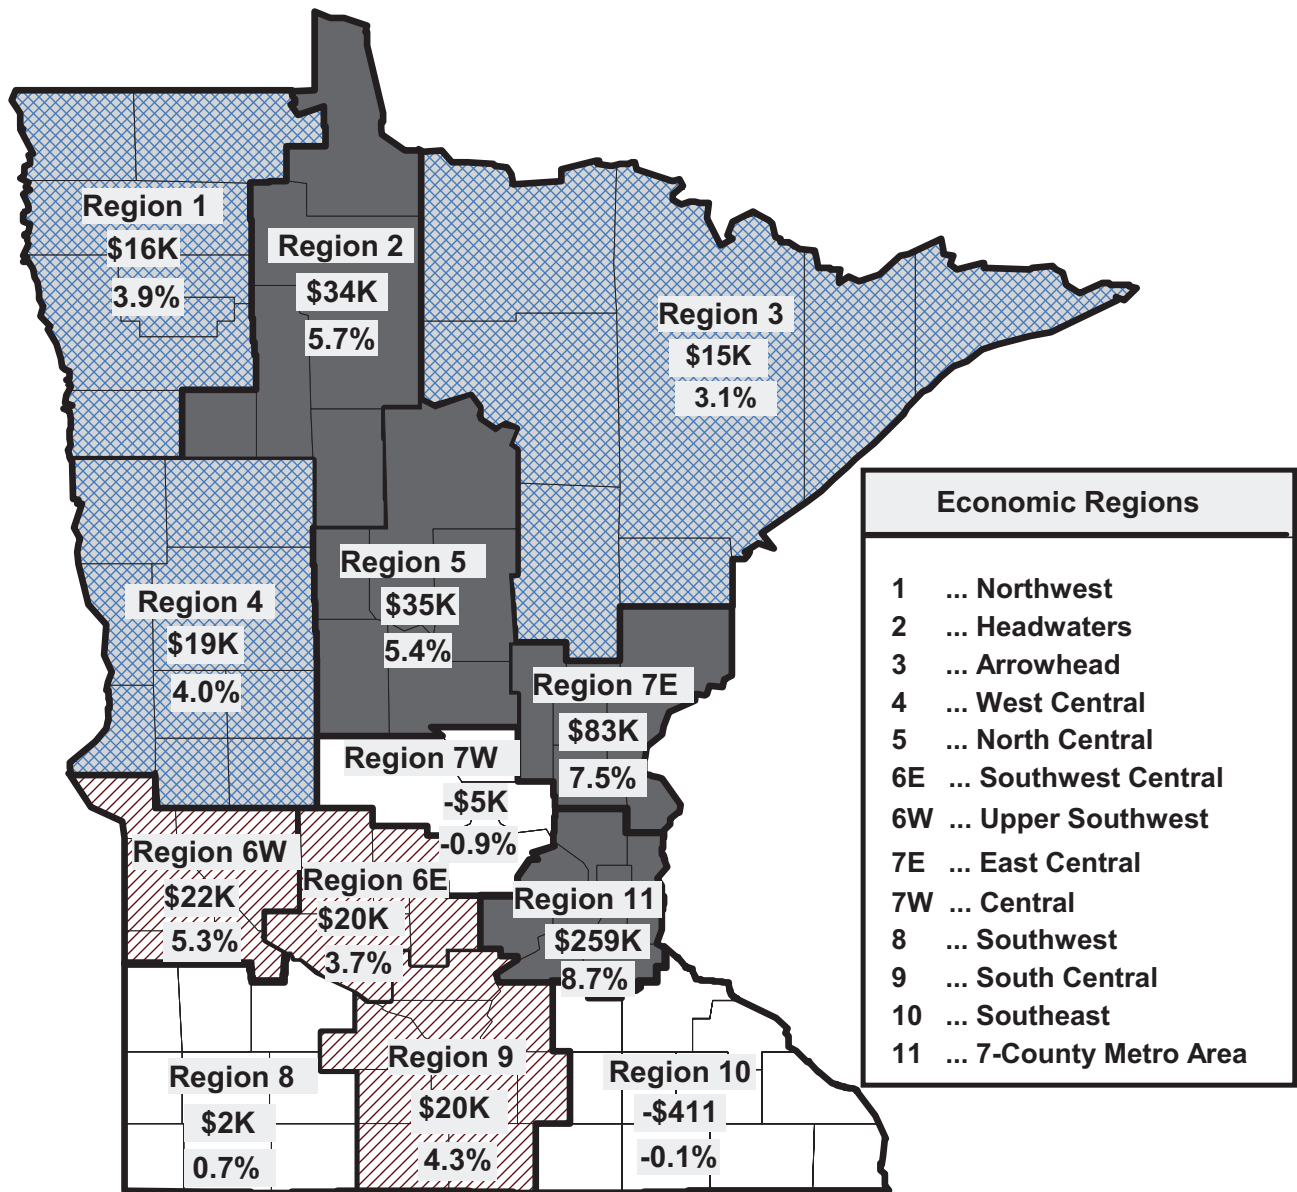 Region 1
$16K
3.9%
Region 2
$34K
5.7%
Region 3
$15K
3.1%
Region 4
$19K
4.0%
Region 5
$35K
5.4%
Region 7E
$83K
7.5%
Region 7W
-$5K
-0.9%
Region 6W
$22K
5.3%
Region 6E
$20K
3.7%
Region 11
$259K
8.7%
Region 8
$2K
0.7%
Region 9
$20K
4.3%
Region 10
-$411
-0.1%
Economic Regions
1 ... Northwest
2 ... Headwaters
3 ... Arrowhead
4 ... West Central
5 ... North Central
6E ... Southwest Central
6W ... Upper Southwest
7E ... East Central
7W ... Central
8 ... Southwest
9 ... South Central
10 ... Southeast
11 ... 7-County Metro Area